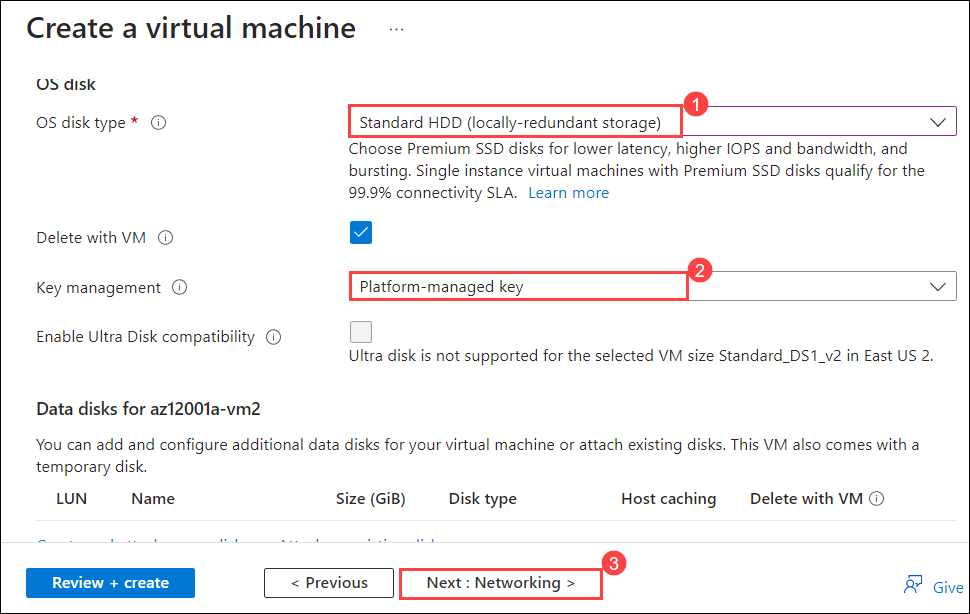 Create a virtual machine ...
OS disk
OS disk type *
Standard HDD (locally-redundant storage)
1
Choose Premium SSD disks for lower latency, higher IOPS and bandwidth, and
bursting. Single instance virtual machines with Premium SSD disks qualify for the
99.9% connectivity SLA. Learn more
Delete with VM
2
Key management
Platform-managed key
Enable Ultra Disk compatibility
Ultra disk is not supported for the selected VM size Standard_DS1_v2 in East US 2.
Data disks for az12001a-vm2
You can add and configure additional data disks for your virtual machine or attach existing disks. This VM also comes with a
temporary disk.
LUN Name Size (GiB) Disk type Host caching Delete with VM
3
Review + create < Previous Next : Networking > Give